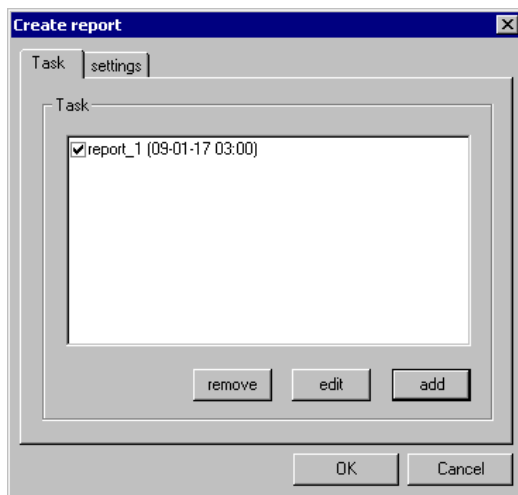 Create report
Task settings
Task
report_1 (09-01-17 03:00)
remove edit add
OK Cancel